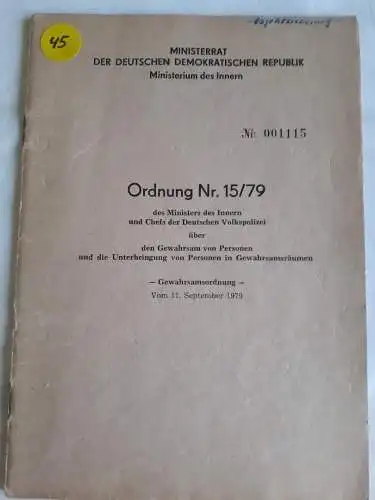 45
MINISTERRAT
DER DEUTSCHEN DEMOKRATISCHEN REPUBLIK
Ministerium des Innern
№ 001115
Ordnung Nr. 15/79
des Ministers des Innern
und Chefs der Deutschen Volkspolizei
über
den Gewahrsam von Personen
und die Unterbringung von Personen in Gewahrsamsräumen
– Gewahrsamsordnung –
Vom 11. September 1979